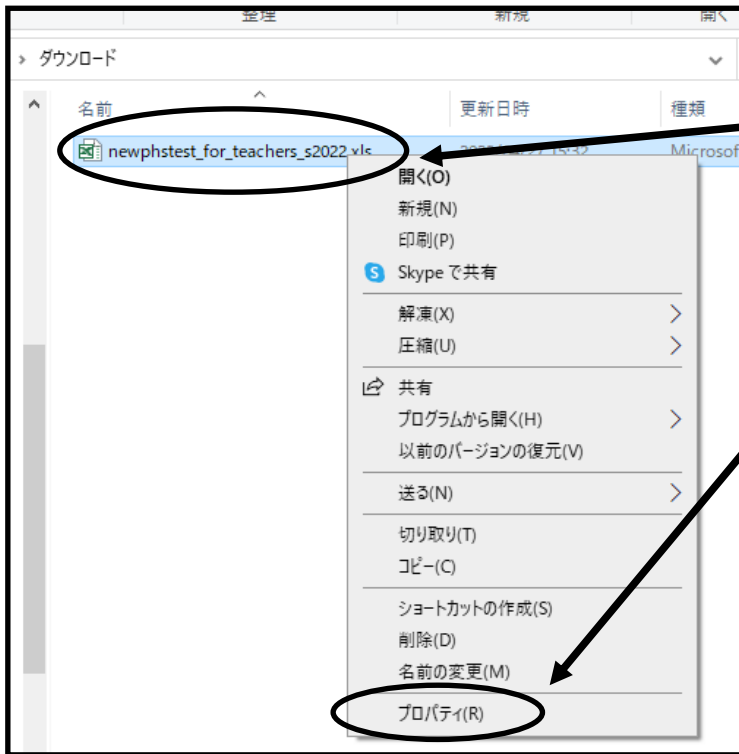 整理 新規 開く
› ダウンロード
名前 更新日時 種類
newphstest_for_teachers_s2022.xls 15:32 Microsof
開く(O)
新規(N)
印刷(P)
S Skype で共有
解凍(X)
圧縮(U)
共有
プログラムから開く(H)
以前のバージョンの復元(V)
送る(N)
切り取り(T)
コピー(C)
ショートカットの作成(S)
削除(D)
名前の変更(M)
プロパティ(R)